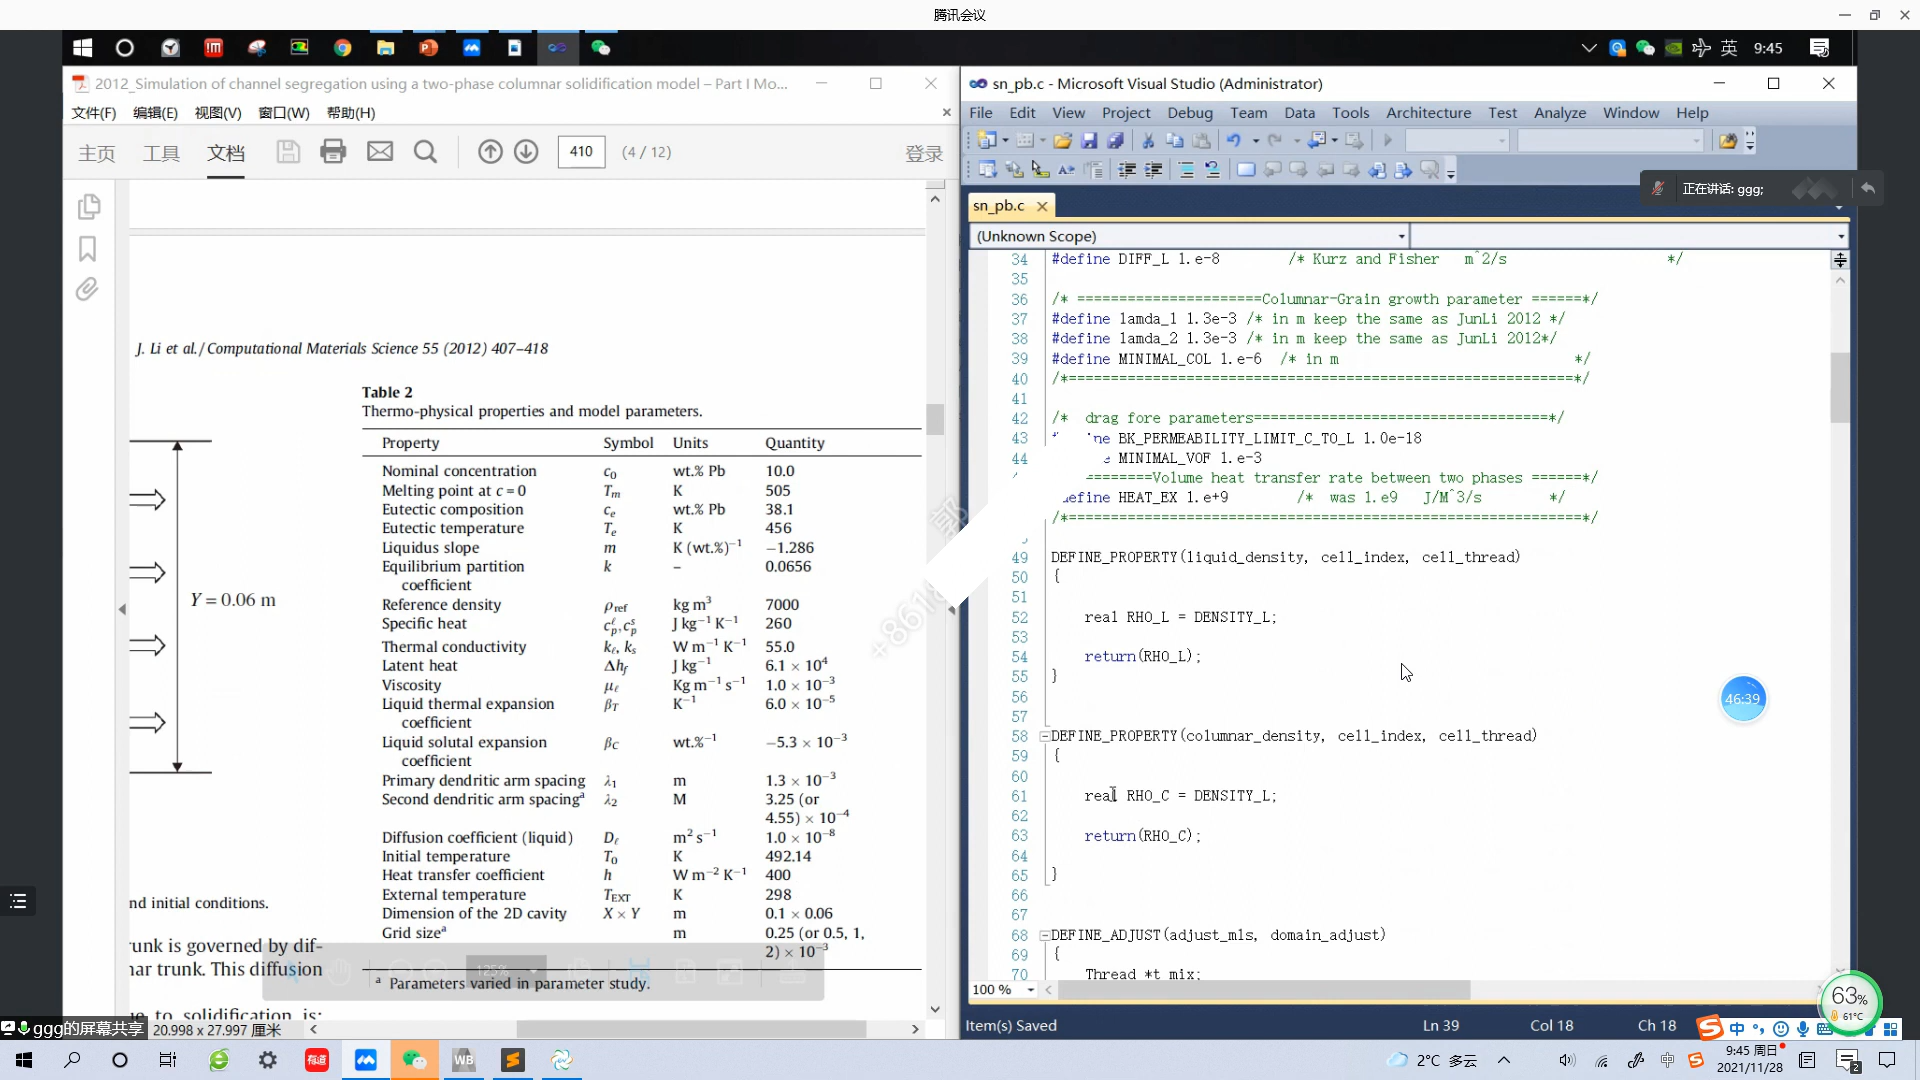 腾讯会议
英 9:45
2012_Simulation of channel segregation using a two-phase columnar solidification model – Part I Mo...
文件(F) 编辑(E) 视图(V) 窗口(W) 帮助(H)
主页 工具 文档 410 (4 / 12) 登录
J. Li et al. / Computational Materials Science 55 (2012) 407–418
Table 2
Thermo-physical properties and model parameters.
Property Symbol Units Quantity
Nominal concentration c₀ wt.% Pb 10.0
Melting point at c = 0 Tm K 505
Eutectic composition ce wt.% Pb 38.1
Eutectic temperature Te K 456
Liquidus slope m K (wt.%)⁻¹ −1.286
Equilibrium partition
coefficient k – 0.0656
Reference density ρref kg m³ 7000
Specific heat cpℓ, cps J kg⁻¹ K⁻¹ 260
Thermal conductivity kℓ, ks W m⁻¹ K⁻¹ 55.0
Latent heat Δhf J kg⁻¹ 6.1 × 10⁴
Viscosity μℓ Kg m⁻¹ s⁻¹ 1.0 × 10⁻³
Liquid thermal expansion
coefficient βT K⁻¹ 6.0 × 10⁻⁵
Liquid solutal expansion
coefficient βC wt.%⁻¹ −5.3 × 10⁻³
Primary dendritic arm spacing λ₁ m 1.3 × 10⁻³
Second dendritic arm spacingᵃ λ₂ M 3.25 (or
4.55) × 10⁻⁴
Diffusion coefficient (liquid) Dℓ m² s⁻¹ 1.0 × 10⁻⁸
Initial temperature T₀ K 492.14
Heat transfer coefficient h W m⁻² K⁻¹ 400
External temperature TEXT K 298
Dimension of the 2D cavity X × Y m 0.1 × 0.06
Grid sizeᵃ m 0.25 (or 0.5, 1,
2) × 10⁻³
ᵃ Parameters varied in parameter study.
125%
Y = 0.06 m
nd initial conditions.
runk is governed by dif-
nar trunk. This diffusion
to solidification is:
ggg的屏幕共享 20.998 x 27.997 厘米
郭
+8618
sn_pb.c - Microsoft Visual Studio (Administrator)
File Edit View Project Debug Team Data Tools Architecture Test Analyze Window Help
正在讲话: ggg;
sn_pb.c
(Unknown Scope)
34 #define DIFF_L 1.e-8 /* Kurz and Fisher m^2/s */
35
36 /* ======================Columnar-Grain growth parameter ======*/
37 #define lamda_1 1.3e-3 /* in m keep the same as JunLi 2012 */
38 #define lamda_2 1.3e-3 /* in m keep the same as JunLi 2012*/
39 #define MINIMAL_COL 1.e-6 /* in m */
40 /*============================================================*/
41
42 /* drag fore parameters===================================*/
43 ne BK_PERMEABILITY_LIMIT_C_TO_L 1.0e-18
44 e MINIMAL_VOF 1.e-3
========Volume heat transfer rate between two phases ======*/
efine HEAT_EX 1.e+9 /* was 1.e9 J/M^3/s */
/*============================================================*/
49 DEFINE_PROPERTY(liquid_density, cell_index, cell_thread)
50 {
51
52 real RHO_L = DENSITY_L;
53
54 return(RHO_L);
55 }
56
57
58 DEFINE_PROPERTY(columnar_density, cell_index, cell_thread)
59 {
60
61 real RHO_C = DENSITY_L;
62
63 return(RHO_C);
64
65 }
66
67
68 DEFINE_ADJUST(adjust_mls, domain_adjust)
69 {
70 Thread *t_mix;
46:39
100 %
Item(s) Saved Ln 39 Col 18 Ch 18
63%
61°C
中
2°C 多云
中
9:45 周日
2021/11/28
2
有道
WB